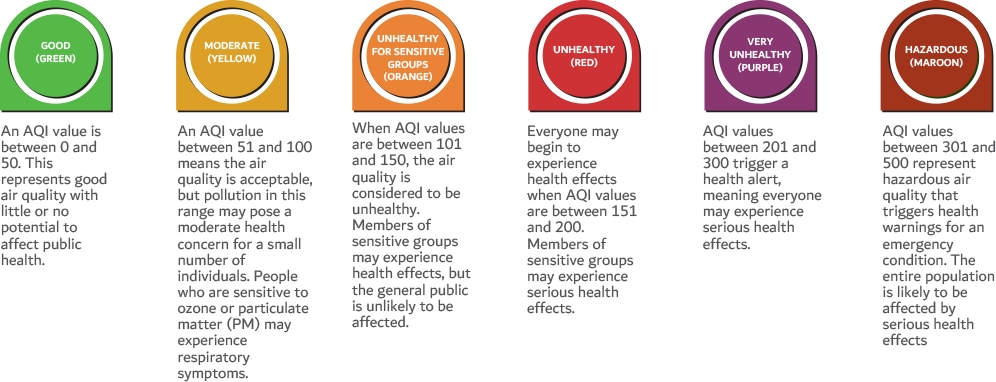 GOOD
(GREEN)
An AQI value is
between 0 and
50. This
represents good
air quality with
little or no
potential to
affect public
health.
MODERATE
(YELLOW)
An AQI value
between 51 and 100
means the air
quality is acceptable,
but pollution in this
range may pose a
moderate health
concern for a small
number of
individuals. People
who are sensitive to
ozone or particulate
matter (PM) may
experience
respiratory
symptoms.
UNHEALTHY
FOR SENSITIVE
GROUPS
(ORANGE)
When AQI values
are between 101
and 150, the air
quality is
considered to be
unhealthy.
Members of
sensitive groups
may experience
health effects, but
the general public
is unlikely to be
affected.
UNHEALTHY
(RED)
Everyone may
begin to
experience
health effects
when AQI values
are between 151
and 200.
Members of
sensitive groups
may experience
serious health
effects.
VERY
UNHEALTHY
(PURPLE)
AQI values
between 201 and
300 trigger a
health alert,
meaning everyone
may experience
serious health
effects.
HAZARDOUS
(MAROON)
AQI values
between 301 and
500 represent
hazardous air
quality that
triggers health
warnings for an
emergency
condition. The
entire population
is likely to be
affected by
serious health
effects